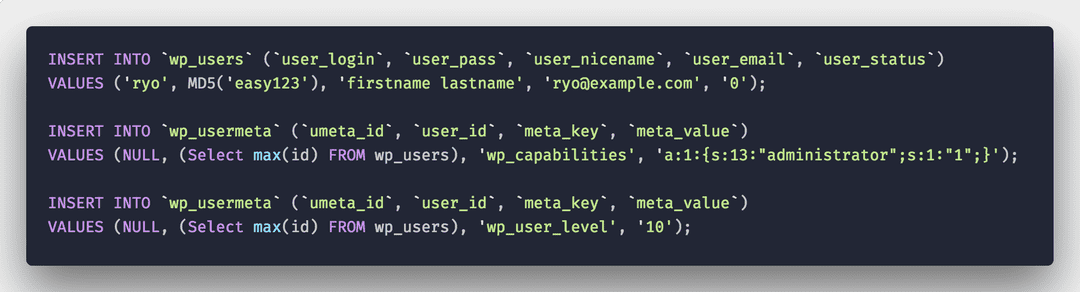 INSERT INTO `wp_users` (`user_login`, `user_pass`, `user_nicename`, `user_email`, `user_status`)
VALUES ('ryo', MD5('easy123'), 'firstname lastname', 'ryo@example.com', '0');
INSERT INTO `wp_usermeta` (`umeta_id`, `user_id`, `meta_key`, `meta_value`)
VALUES (NULL, (Select max(id) FROM wp_users), 'wp_capabilities', 'a:1:{s:13:"administrator";s:1:"1";}');
INSERT INTO `wp_usermeta` (`umeta_id`, `user_id`, `meta_key`, `meta_value`)
VALUES (NULL, (Select max(id) FROM wp_users), 'wp_user_level', '10');